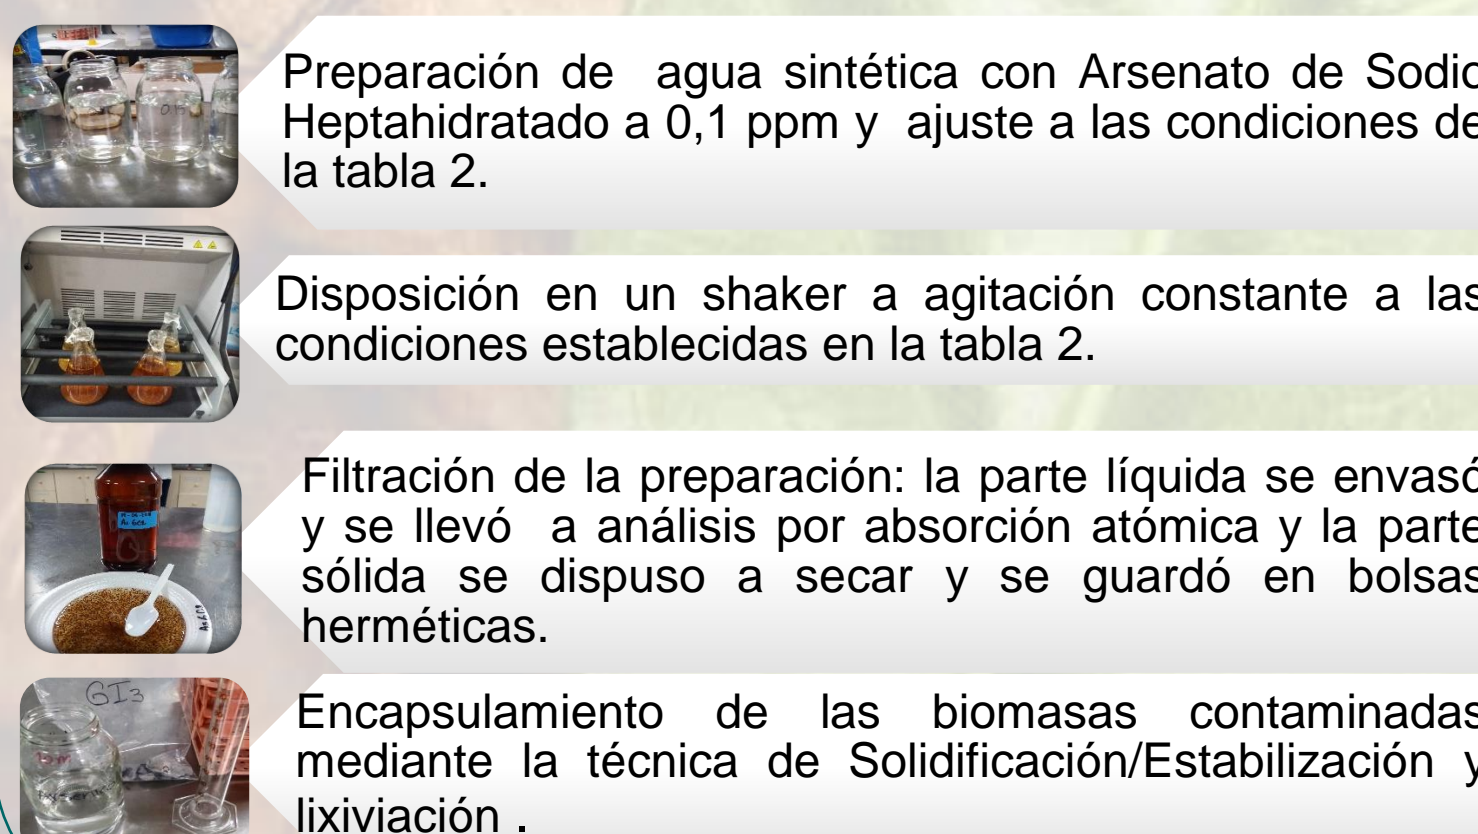 Preparación de agua sintética con Arsenato de Sodio
Heptahidratado a 0,1 ppm y ajuste a las condiciones de
la tabla 2.
Disposición en un shaker a agitación constante a las
condiciones establecidas en la tabla 2.
Filtración de la preparación: la parte líquida se envasó
y se llevó a análisis por absorción atómica y la parte
sólida se dispuso a secar y se guardó en bolsas
herméticas.
GI3
Encapsulamiento de las biomasas contaminadas
mediante la técnica de Solidificación/Estabilización y
lixiviación .